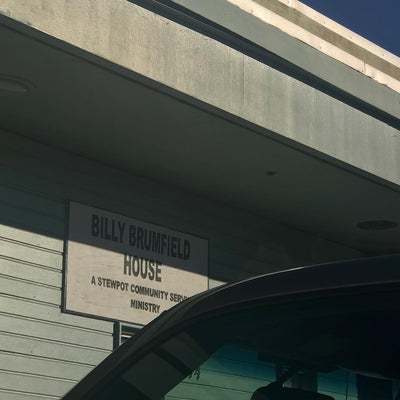 BILLY BRUMFIELD
HOUSE
A STEWPOT COMMUNITY
MINISTRY